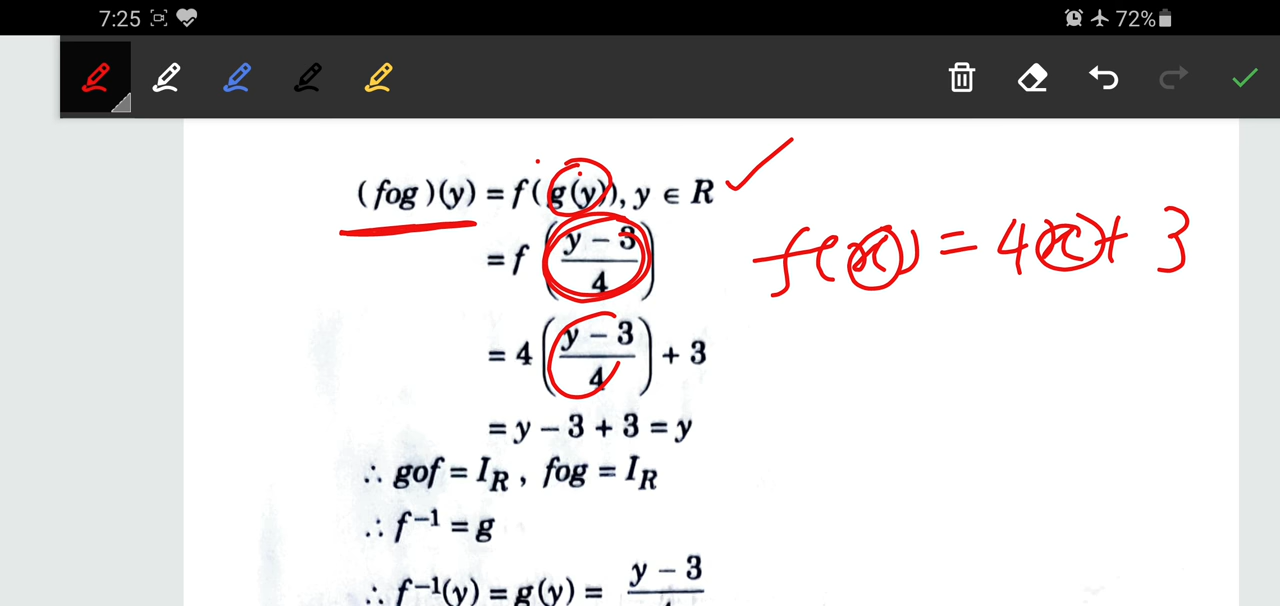 7:25 72%
(fog)(y) = f(g(y)), y ∈ R
= f ((y − 3)/4) f(x) = 4x + 3
= 4 ((y − 3)/4) + 3
= y − 3 + 3 = y
∴ gof = I_R , fog = I_R
∴ f⁻¹ = g
∴ f⁻¹(y) = g(y) = y − 3